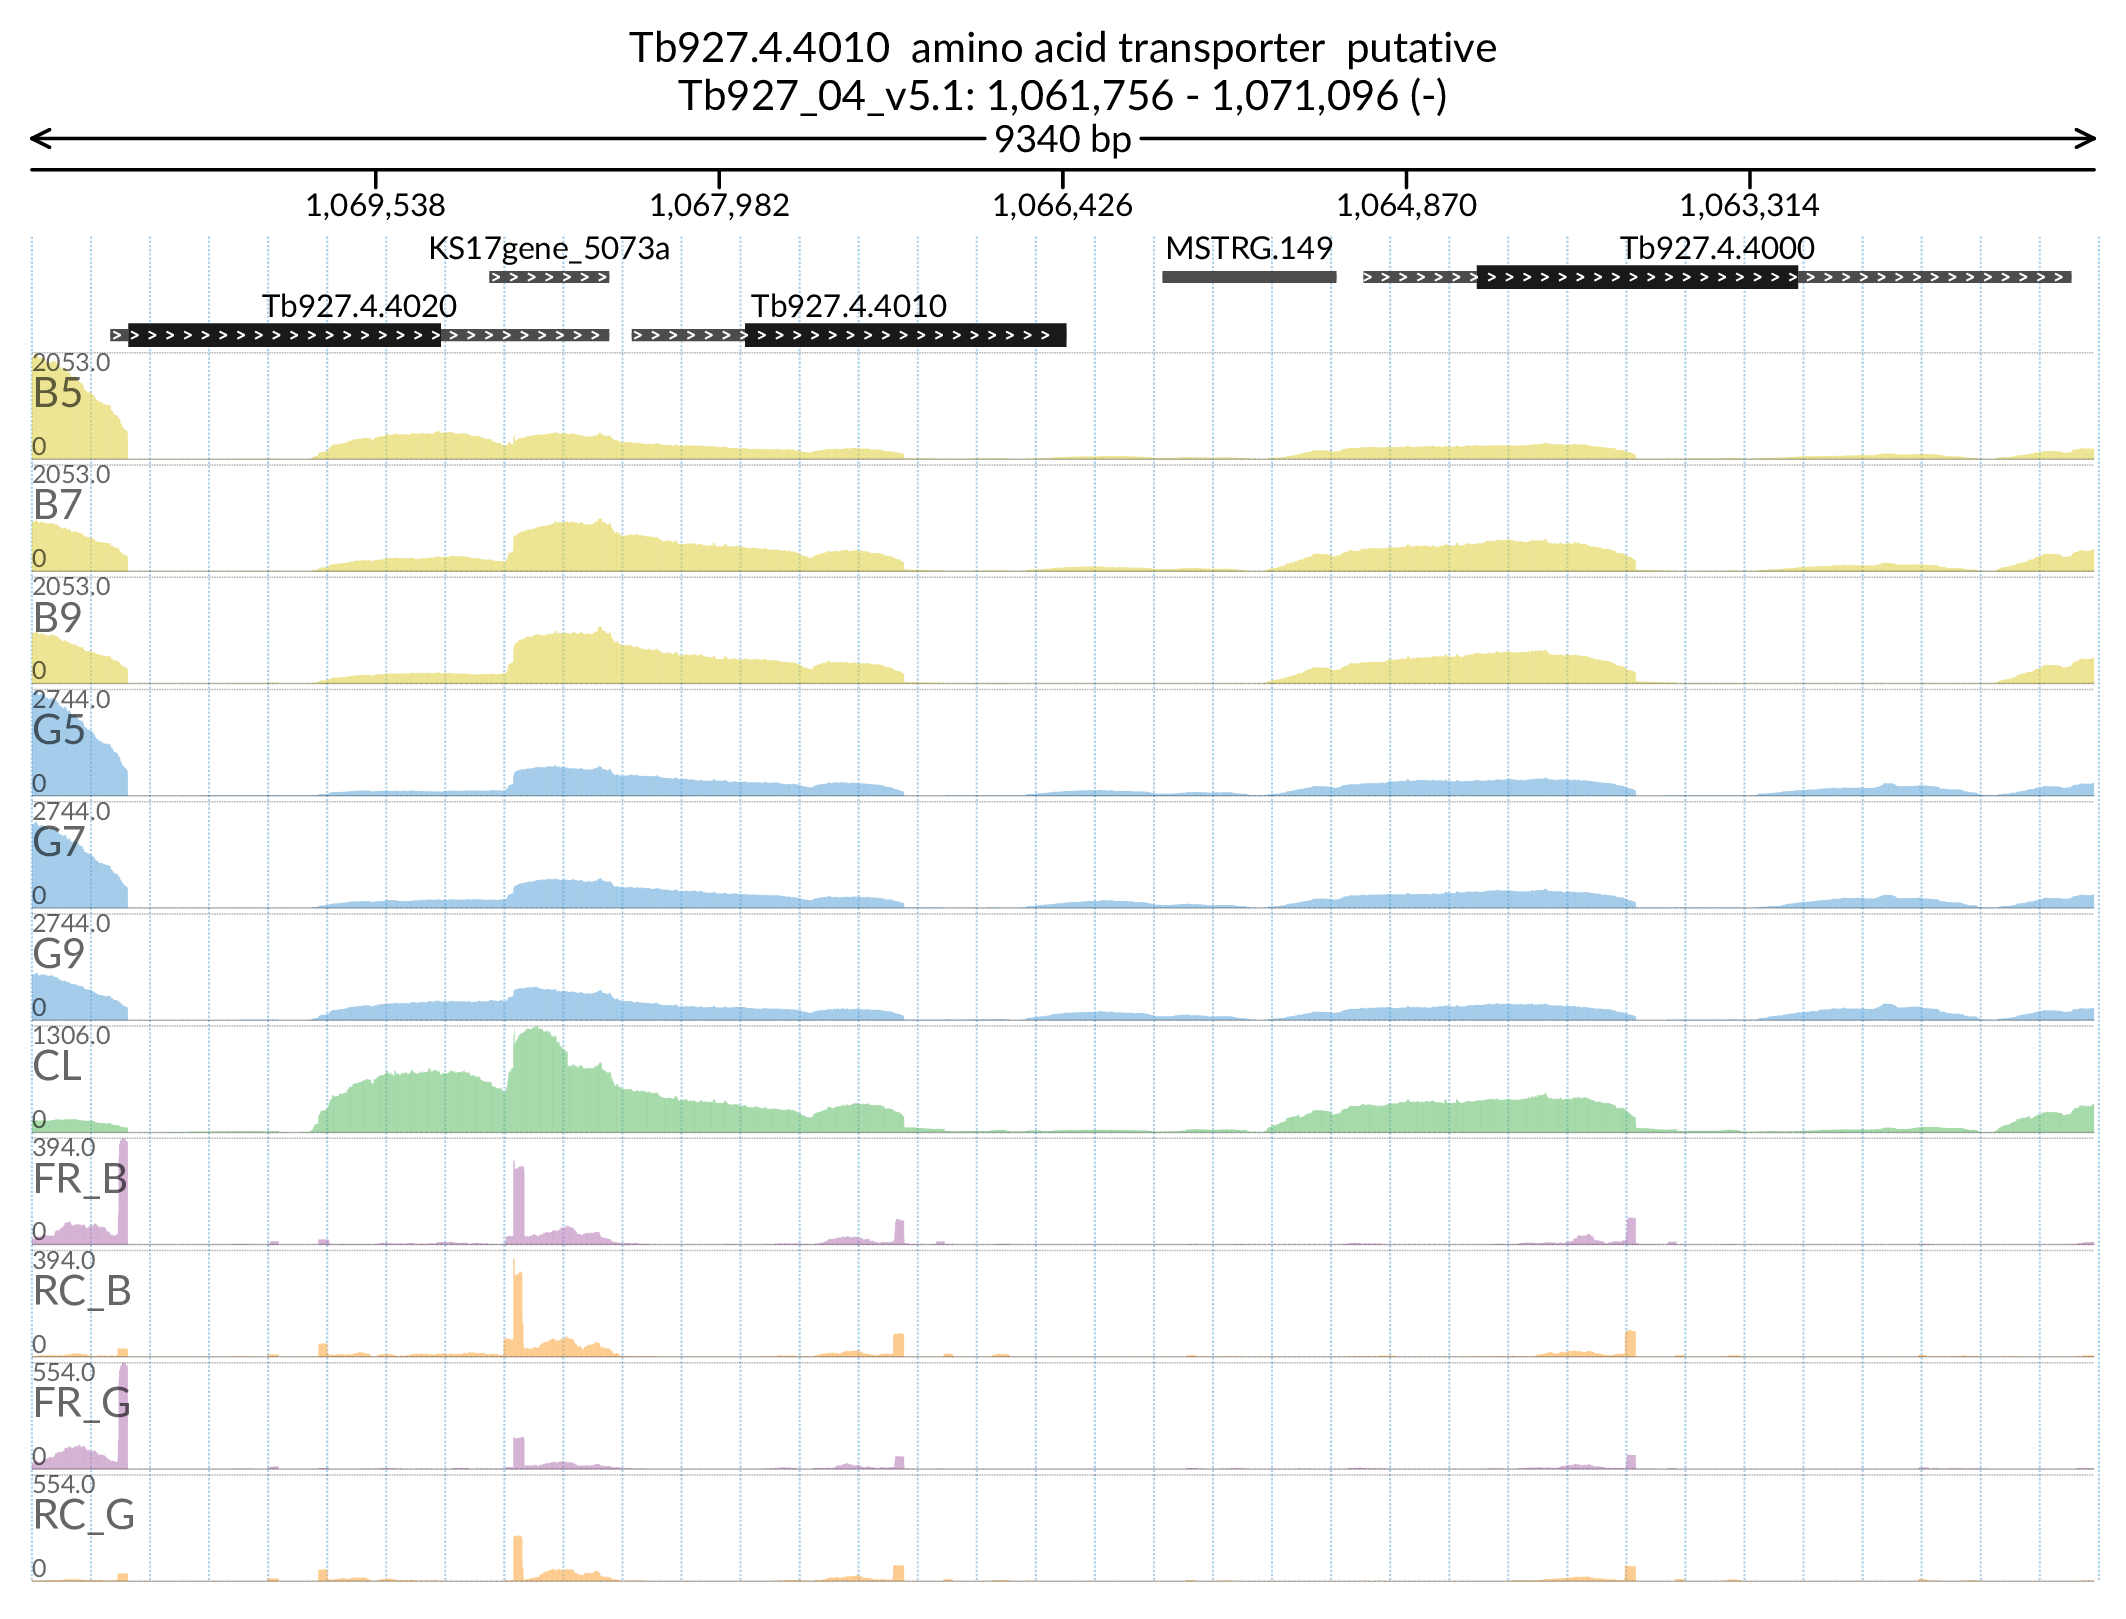 Tb927.4.4010  amino acid transporter  putative
Tb927_04_v5.1: 1,061,756 - 1,071,096 (-)
9340 bp
1,069,538
1,067,982
1,066,426
1,064,870
1,063,314
KS17gene_5073a
MSTRG.149
Tb927.4.4000
Tb927.4.4020
Tb927.4.4010
2053.0
B5
0
2053.0
B7
0
2053.0
B9
0
2744.0
G5
0
2744.0
G7
0
2744.0
G9
0
1306.0
CL
0
394.0
FR_B
0
394.0
RC_B
0
554.0
FR_G
0
554.0
RC_G
0